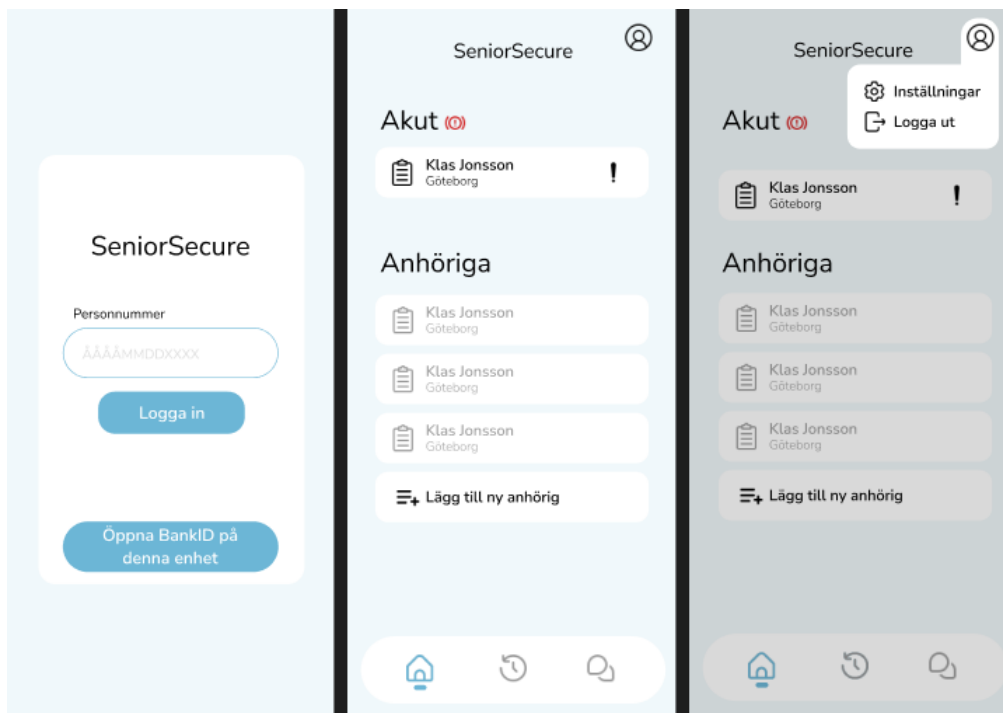 SeniorSecure
Personnummer
ÅÅÅÅMMDDXXXX
Logga in
Öppna BankID på
denna enhet
SeniorSecure
Akut
Klas Jonsson
Göteborg
Anhöriga
Klas Jonsson
Göteborg
Klas Jonsson
Göteborg
Klas Jonsson
Göteborg
Lägg till ny anhörig
SeniorSecure
Inställningar
Logga ut
Akut
Klas Jonsson
Göteborg
Anhöriga
Klas Jonsson
Göteborg
Klas Jonsson
Göteborg
Klas Jonsson
Göteborg
Lägg till ny anhörig